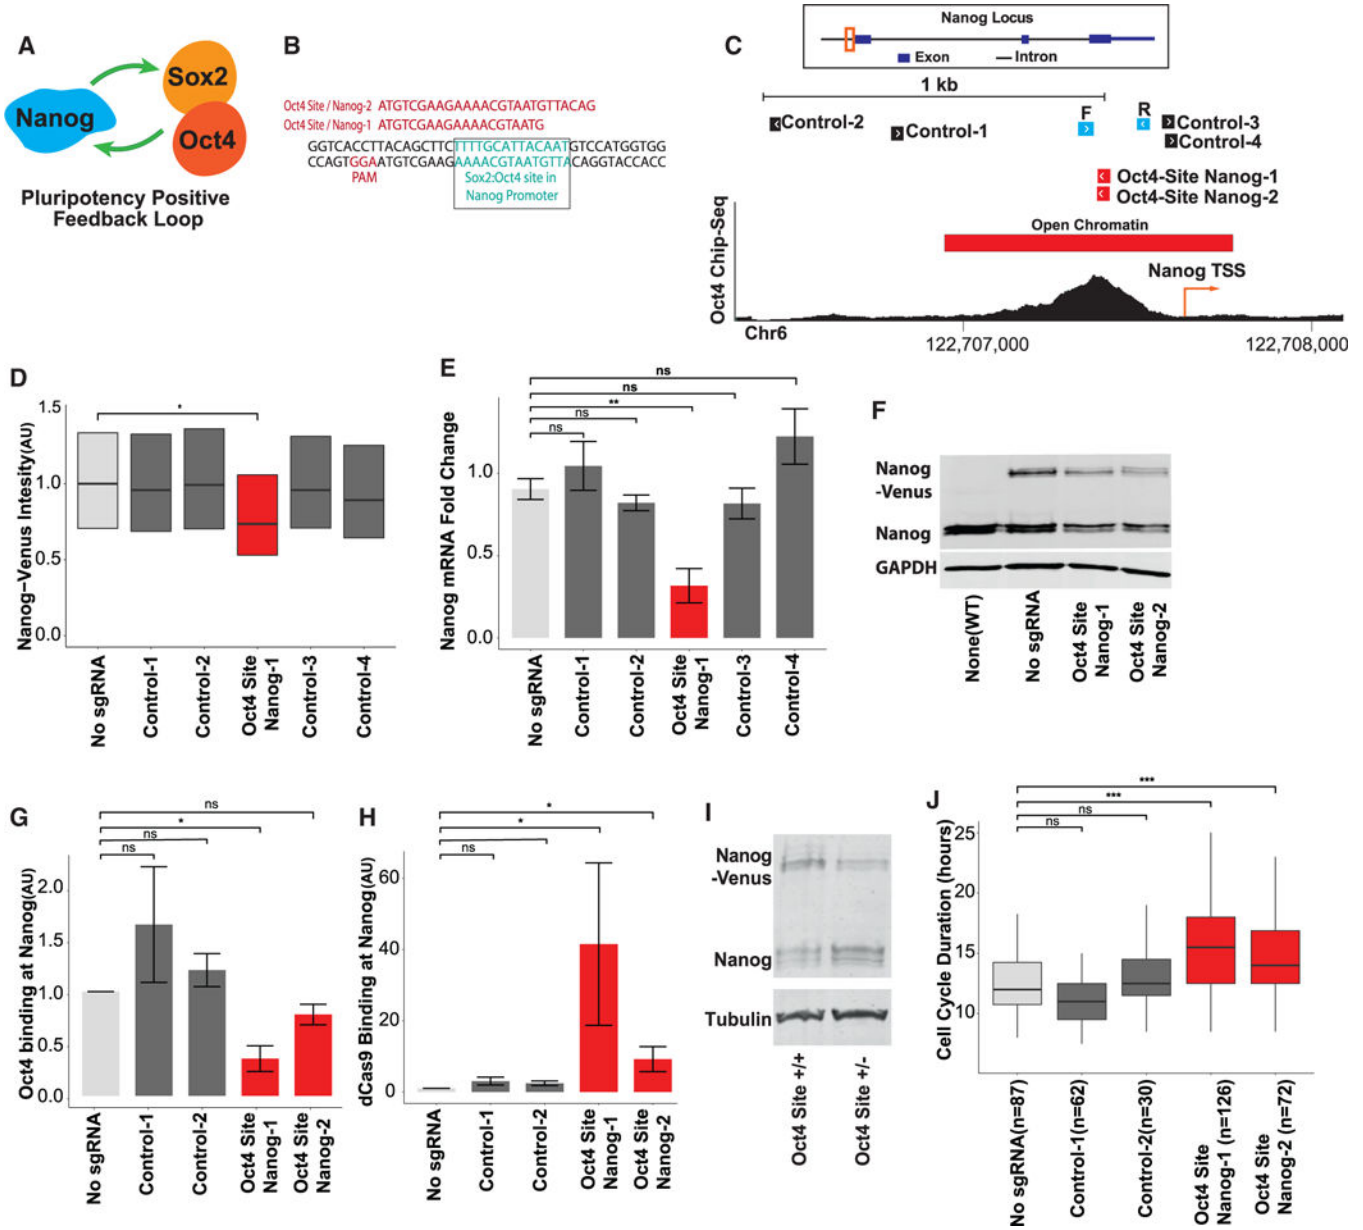 A
Nanog
Sox2
Oct4
Pluripotency Positive
Feedback Loop
B
Oct4 Site / Nanog-2 ATGTCGAAGAAAACGTAATGTTACAG
Oct4 Site / Nanog-1 ATGTCGAAGAAAACGTAATG
GGTCACCTTACAGCTTCTTTTGCATTACAATGTCCATGGTGG
CCAGTGGAATGTCGAAGAAAACGTAATGTTACAGGTACCACC
PAM
Sox2:Oct4 site in
Nanog Promoter
C
Nanog Locus
Exon
Intron
1 kb
Control-2
Control-1
F
R
Control-3
Control-4
Oct4-Site Nanog-1
Oct4-Site Nanog-2
Oct4 Chip-Seq
Open Chromatin
Nanog TSS
Chr6
122,707,000
122,708,000
D
Nanog-Venus Intesity(AU)
1.5
1.0
0.5
0.0
*
No sgRNA
Control-1
Control-2
Oct4 Site
Nanog-1
Control-3
Control-4
E
Nanog mRNA Fold Change
1.0
0.5
0.0
ns
ns
**
ns
ns
No sgRNA
Control-1
Control-2
Oct4 Site
Nanog-1
Control-3
Control-4
F
Nanog
-Venus
Nanog
GAPDH
None(WT)
No sgRNA
Oct4 Site
Nanog-1
Oct4 Site
Nanog-2
G
Oct4 binding at Nanog(AU)
2.0
1.5
1.0
0.5
0.0
ns
*
ns
ns
No sgRNA
Control-1
Control-2
Oct4 Site
Nanog-1
Oct4 Site
Nanog-2
H
dCas9 Binding at Nanog(AU)
60
40
20
0
*
*
ns
ns
No sgRNA
Control-1
Control-2
Oct4 Site
Nanog-1
Oct4 Site
Nanog-2
I
Nanog
-Venus
Nanog
Tubulin
Oct4 Site +/+
Oct4 Site +/-
J
Cell Cycle Duration (hours)
25
20
15
10
***
***
ns
ns
No sgRNA(n=87)
Control-1(n=62)
Control-2(n=30)
Oct4 Site
Nanog-1 (n=126)
Oct4 Site
Nanog-2 (n=72)